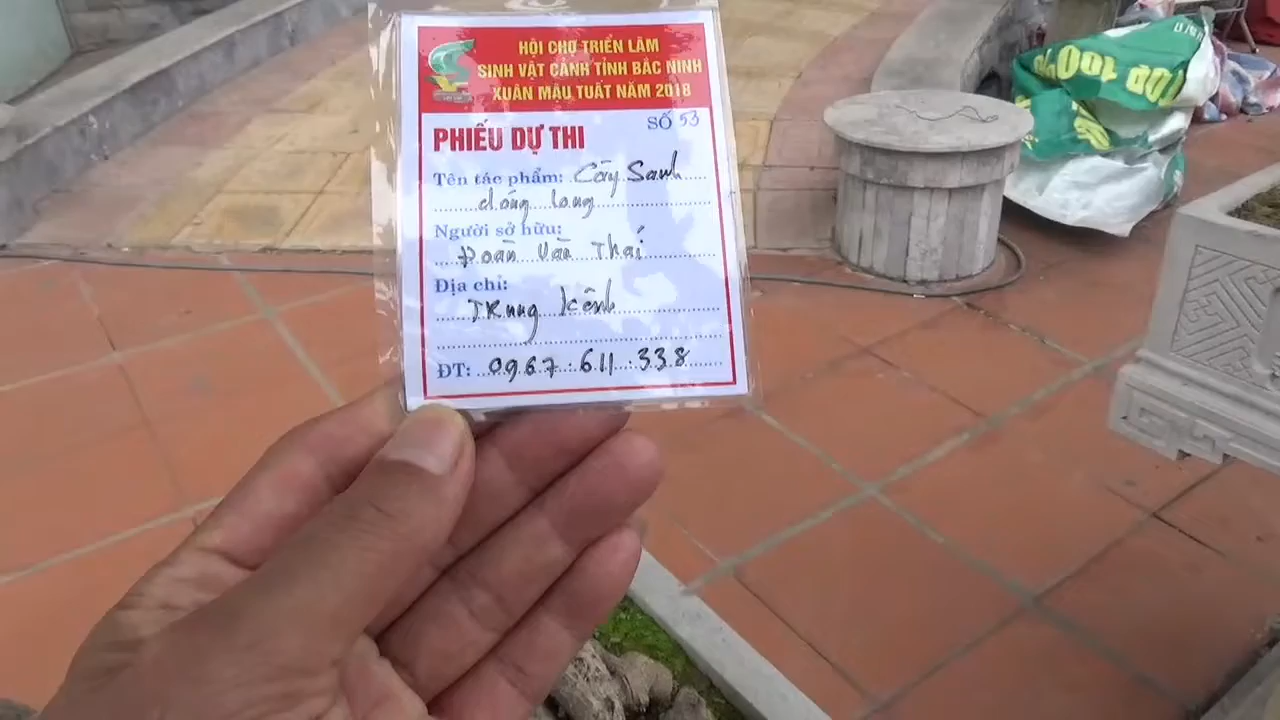 HỘI CHỢ TRIỂN LÃM
SINH VẬT CẢNH TỈNH BẮC NINH
XUÂN MẬU TUẤT NĂM 2018
SỐ 53
PHIẾU DỰ THI
Tên tác phẩm: Cây Sanh
dáng long
Người sở hữu:
Đoàn Văn Thái
Địa chỉ:
TRung kênh
ĐT: 0967.611.338
TOP 1000